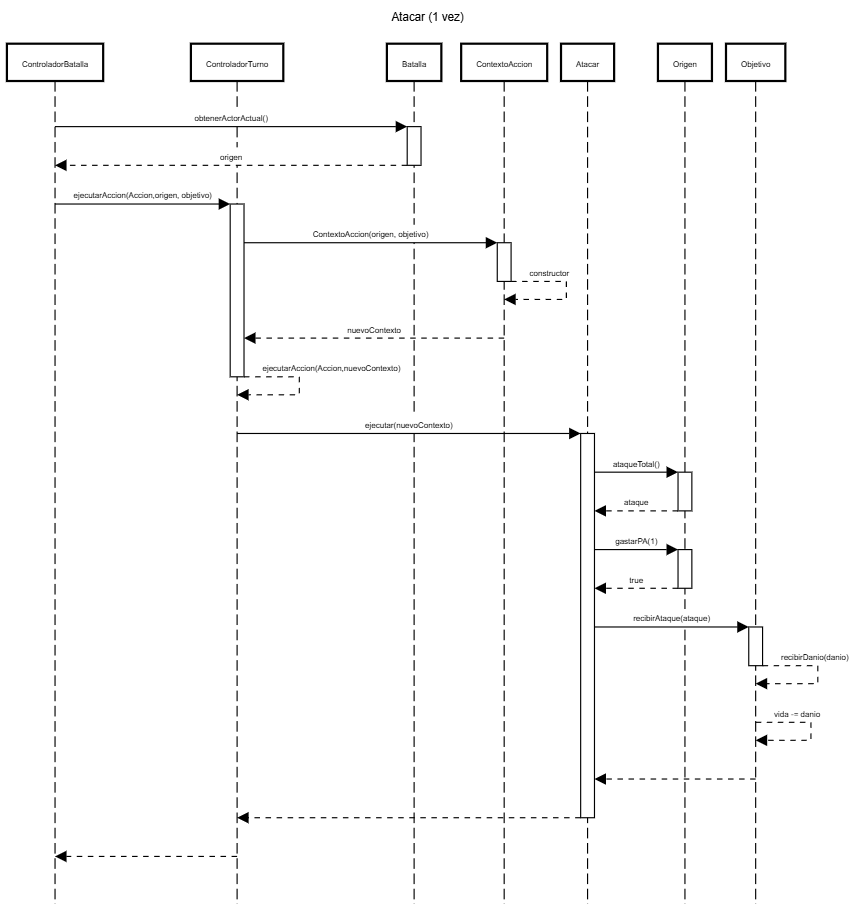 Atacar (1 vez)
ControladorBatalla
ControladorTurno
Batalla
ContextoAccion
Atacar
Origen
Objetivo
obtenerActorActual()
origen
ejecutarAccion(Accion,origen, objetivo)
ContextoAccion(origen, objetivo)
constructor
nuevoContexto
ejecutarAccion(Accion,nuevoContexto)
ejecutar(nuevoContexto)
ataqueTotal()
ataque
gastarPA(1)
true
recibirAtaque(ataque)
recibirDanio(danio)
vida -= danio